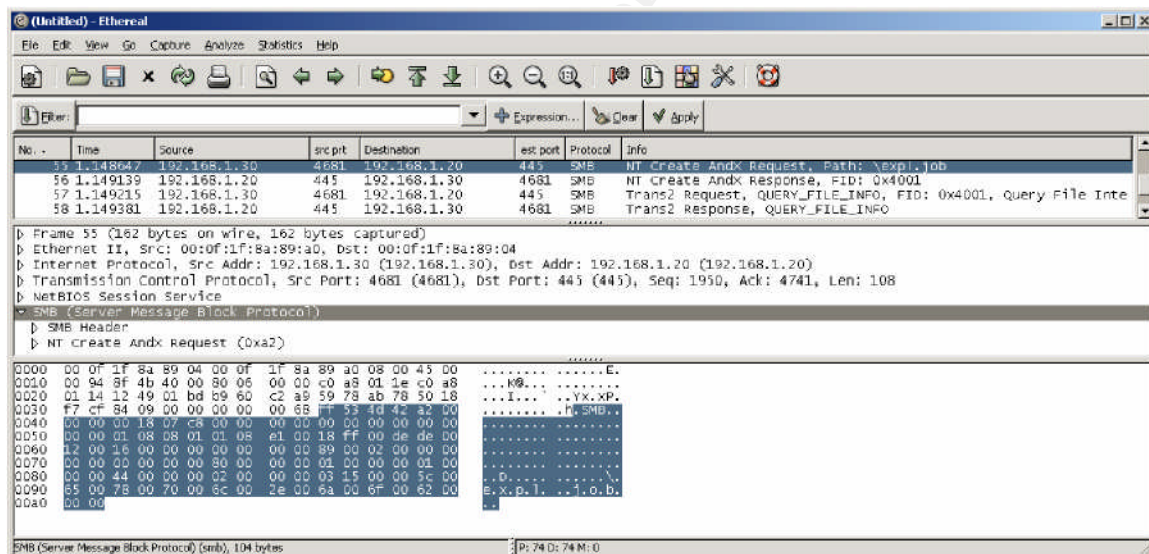 (Untitled) - Ethereal
File Edit View Go Capture Analyze Statistics Help
Filter: Expression... Clear Apply
No. - Time Source src prt Destination est port Protocol Info
55 1.148647 192.168.1.30 4681 192.168.1.20 445 SMB NT Create AndX Request, Path: \expl.job
56 1.149139 192.168.1.20 445 192.168.1.30 4681 SMB NT Create AndX Response, FID: 0x4001
57 1.149215 192.168.1.30 4681 192.168.1.20 445 SMB Trans2 Request, QUERY_FILE_INFO, FID: 0x4001, Query File Inte
58 1.149381 192.168.1.20 445 192.168.1.30 4681 SMB Trans2 Response, QUERY_FILE_INFO
Frame 55 (162 bytes on wire, 162 bytes captured)
Ethernet II, Src: 00:0f:1f:8a:89:a0, Dst: 00:0f:1f:8a:89:04
Internet Protocol, Src Addr: 192.168.1.30 (192.168.1.30), Dst Addr: 192.168.1.20 (192.168.1.20)
Transmission Control Protocol, Src Port: 4681 (4681), Dst Port: 445 (445), Seq: 1950, Ack: 4741, Len: 108
NetBIOS Session Service
SMB (Server Message Block Protocol)
SMB Header
NT Create AndX Request (0xa2)
0000 00 0f 1f 8a 89 04 00 0f 1f 8a 89 a0 08 00 45 00 ........ ......E.
0010 00 94 8f 4b 40 00 80 06 00 00 c0 a8 01 1e c0 a8 ...K@... ........
0020 01 14 12 49 01 bd b9 60 c2 a9 59 78 ab 78 50 18 ...I...` ..Yx.xP.
0030 f7 cf 84 09 00 00 00 00 00 68 ff 53 4d 42 a2 00 ........ .h.SMB..
0040 00 00 00 18 07 c8 00 00 00 00 00 00 00 00 00 00 ........ ........
0050 00 00 01 08 08 01 01 08 e1 00 18 ff 00 de de 00 ........ ........
0060 12 00 16 00 00 00 00 00 00 00 89 00 02 00 00 00 ........ ........
0070 00 00 00 00 00 00 80 00 00 00 01 00 00 00 01 00 ........ ........
0080 00 00 44 00 00 00 02 00 00 00 03 15 00 00 5c 00 ..D..... ......\.
0090 65 00 78 00 70 00 6c 00 2e 00 6a 00 6f 00 62 00 e.x.p.l. ..j.o.b.
00a0 00 00 ..
SMB (Server Message Block Protocol) (smb), 104 bytes P: 74 D: 74 M: 0